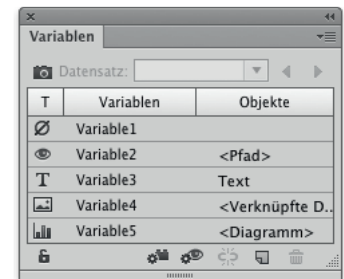 Variablen
Datensatz:
T Variablen Objekte
Variable1
Variable2 <Pfad>
T Variable3 Text
Variable4 <Verknüpfte D..
Variable5 <Diagramm>